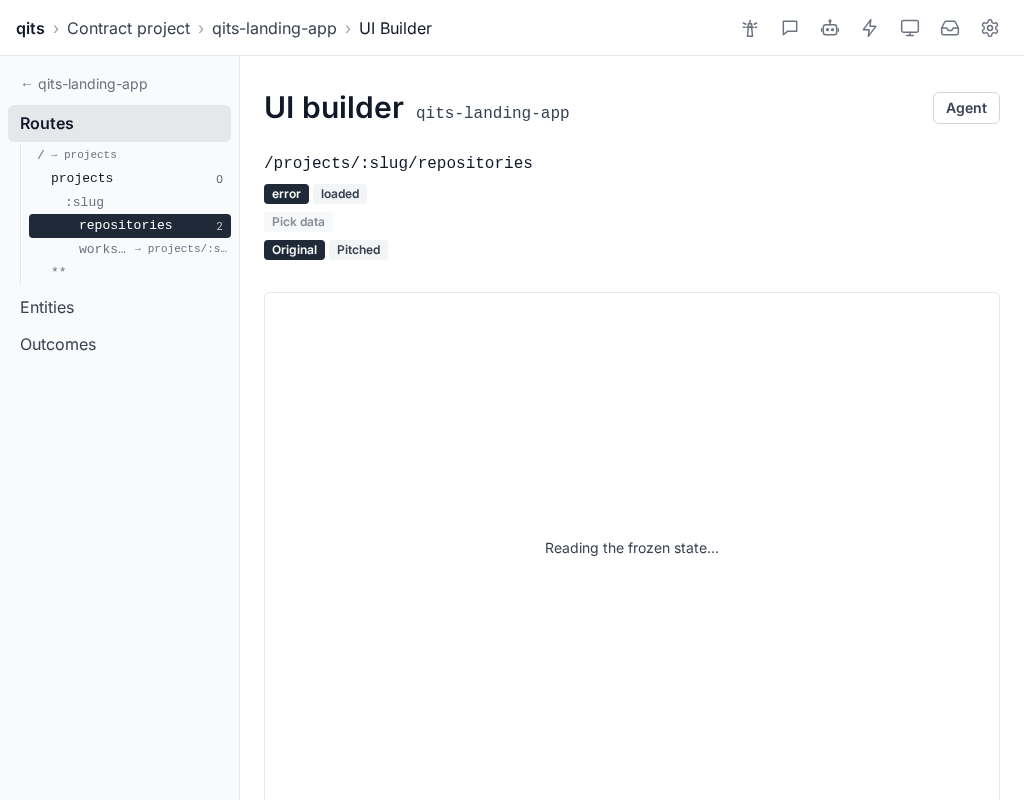 qits › Contract project › qits-landing-app › UI Builder
← qits-landing-app
Routes
/ → projects
projects 0
:slug
repositories 2
works… → projects/:s…
**
Entities
Outcomes
UI builder qits-landing-app
Agent
/projects/:slug/repositories
error loaded
Pick data
Original Pitched
Reading the frozen state…